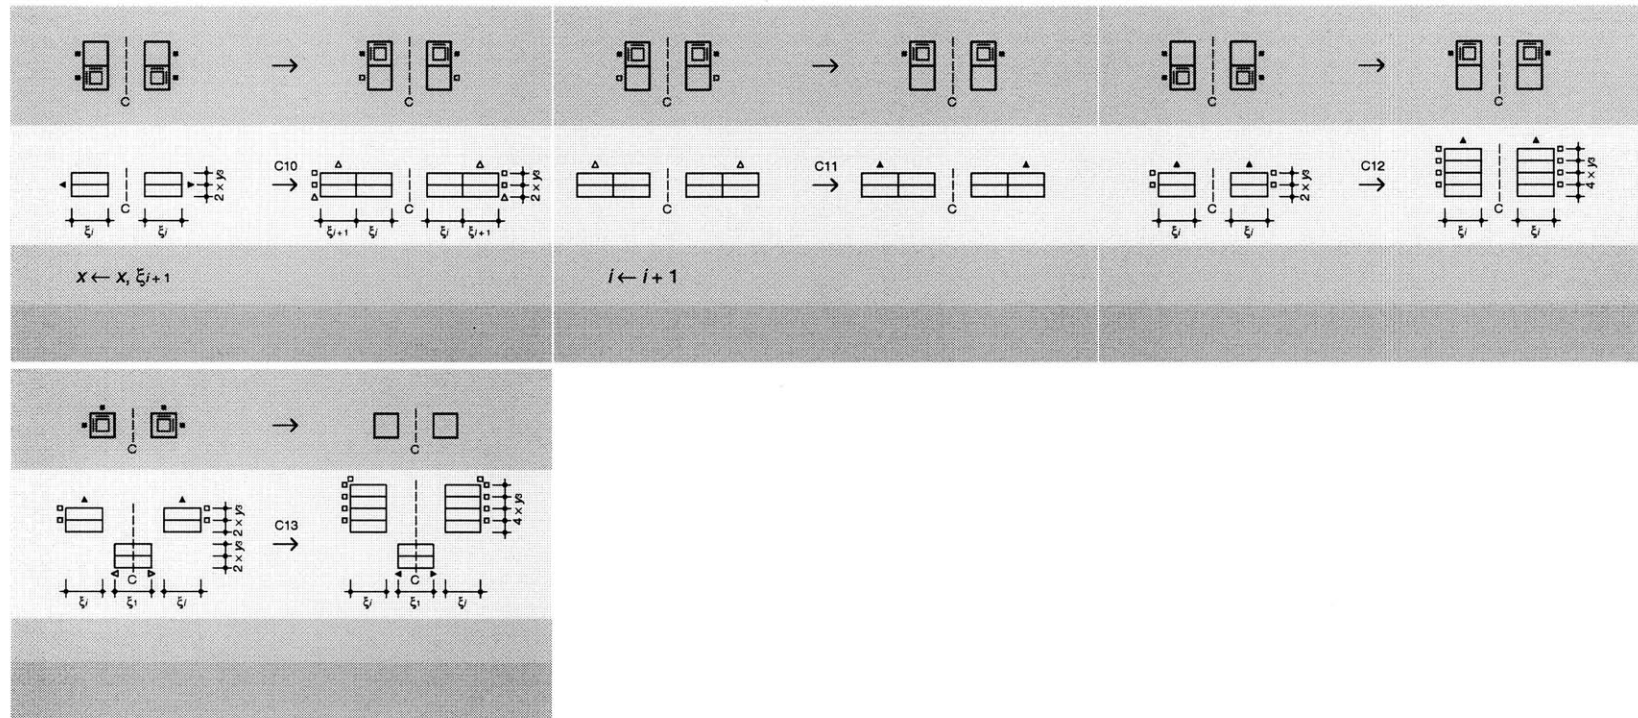 C C C C C C
C10 C11 C12
2 × y3 2 × y3 2 × y3 4 × y3
C C C C C C
ξi ξi ξi+1 ξi ξi ξi+1 ξi ξi ξi ξi
x ← x, ξi+1 i ← i + 1
C
C13
2 × y3 4 × y3
2 × y3
C C
ξi ξ1 ξi ξi ξ1 ξi